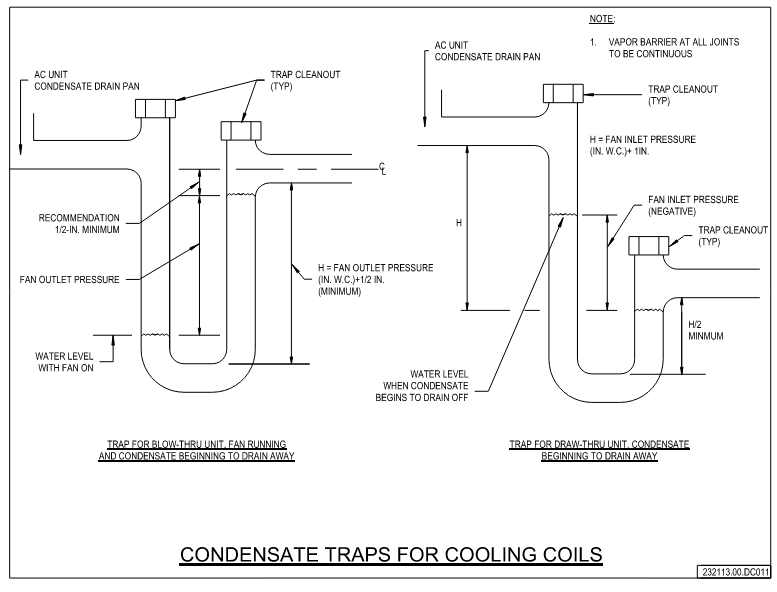 NOTE:
1. VAPOR BARRIER AT ALL JOINTS
TO BE CONTINUOUS
AC UNIT
CONDENSATE DRAIN PAN
TRAP CLEANOUT
(TYP)
℄
RECOMMENDATION
1/2-IN. MINIMUM
FAN OUTLET PRESSURE
H = FAN OUTLET PRESSURE
(IN. W.C.)+1/2 IN.
(MINIMUM)
WATER LEVEL
WITH FAN ON
TRAP FOR BLOW-THRU UNIT, FAN RUNNING
AND CONDENSATE BEGINNING TO DRAIN AWAY
AC UNIT
CONDENSATE DRAIN PAN
TRAP CLEANOUT
(TYP)
H = FAN INLET PRESSURE
(IN. W.C.)+ 1IN.
FAN INLET PRESSURE
(NEGATIVE)
H
TRAP CLEANOUT
(TYP)
H/2
MINMUM
WATER LEVEL
WHEN CONDENSATE
BEGINS TO DRAIN OFF
TRAP FOR DRAW-THRU UNIT, CONDENSATE
BEGINNING TO DRAIN AWAY
CONDENSATE TRAPS FOR COOLING COILS
232113.00.DC011